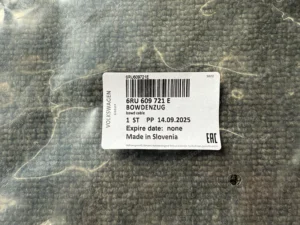 6RU609721E
VOLKSWAGEN
6RU 609 721 E
BOWDENZUG
bowd cable
1 ST PP 14.09.2025
Expire date: none
Made in Slovenia
EAC